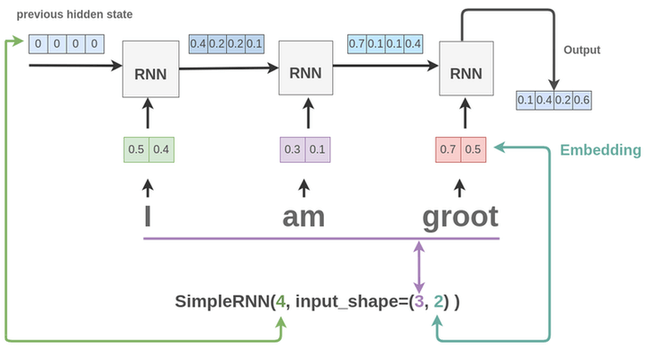 previous hidden state
0 0 0 0
0.4 0.2 0.2 0.1
0.7 0.1 0.1 0.4
RNN
RNN
RNN
Output
0.1 0.4 0.2 0.6
0.5 0.4
0.3 0.1
0.7 0.5
Embedding
I am groot
SimpleRNN(4, input_shape=(3, 2) )